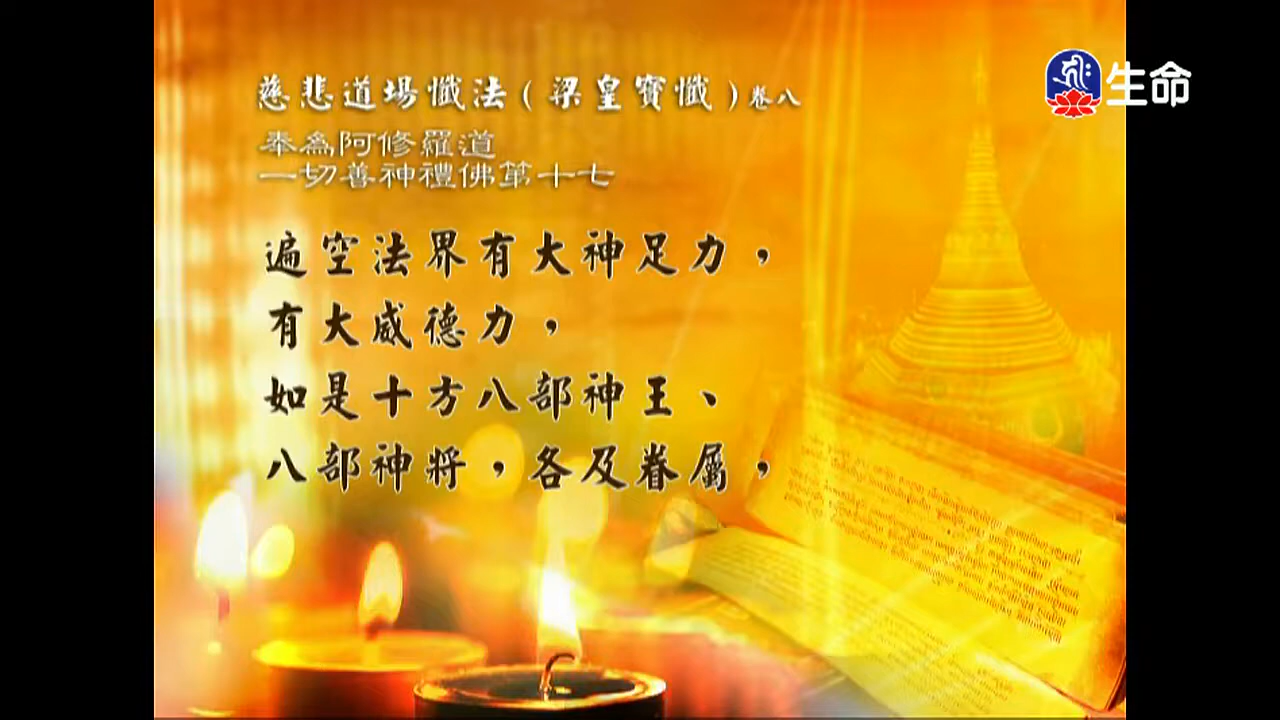 慈悲道場懺法(梁皇寶懺)卷八
奉為阿修羅道
一切善神禮佛第十七
遍空法界有大神足力，
有大威德力，
如是十方八部神王、
八部神將，各及眷屬，
生命